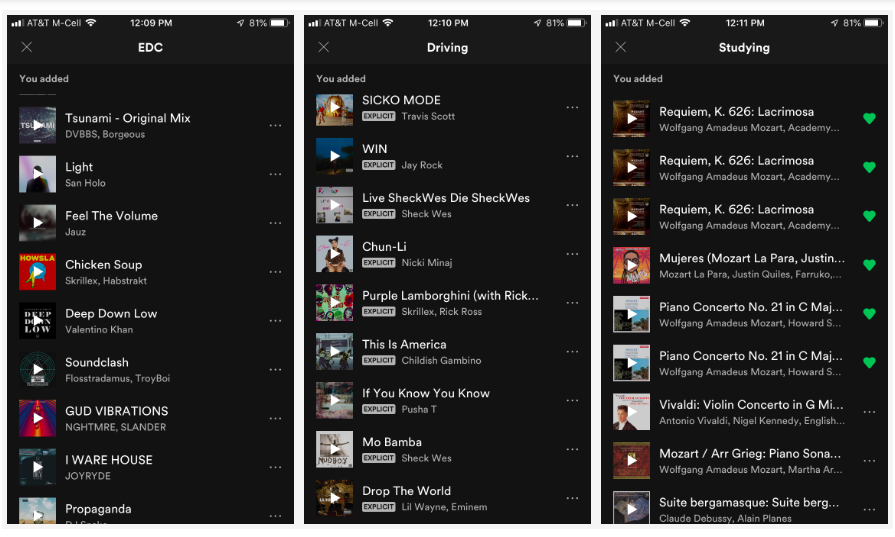 AT&T M-Cell 12:09 PM 81%
EDC
You added
TSUNAMI
Tsunami - Original Mix
DVBBS, Borgeous
Light
San Holo
Feel The Volume
Jauz
HOWSLA
Chicken Soup
Skrillex, Habstrakt
DEEP
DOWN
LOW
Deep Down Low
Valentino Khan
Soundclash
Flosstradamus, TroyBoi
GUD VIBRATIONS
NGHTMRE, SLANDER
I WARE HOUSE
JOYRYDE
Propaganda
DJ Snake
AT&T M-Cell 12:10 PM 81%
Driving
You added
SICKO MODE
EXPLICIT Travis Scott
WIN
EXPLICIT Jay Rock
Live SheckWes Die SheckWes
EXPLICIT Sheck Wes
Chun-Li
EXPLICIT Nicki Minaj
Purple Lamborghini (with Rick...
EXPLICIT Skrillex, Rick Ross
This Is America
EXPLICIT Childish Gambino
If You Know You Know
EXPLICIT Pusha T
Mo Bamba
EXPLICIT Sheck Wes
Drop The World
EXPLICIT Lil Wayne, Eminem
AT&T M-Cell 12:11 PM 81%
Studying
You added
Requiem, K. 626: Lacrimosa
Wolfgang Amadeus Mozart, Academy...
Requiem, K. 626: Lacrimosa
Wolfgang Amadeus Mozart, Academy...
Requiem, K. 626: Lacrimosa
Wolfgang Amadeus Mozart, Academy...
Mujeres (Mozart La Para, Justin...
Mozart La Para, Justin Quiles, Farruko,...
Piano Concerto No. 21 in C Maj...
Wolfgang Amadeus Mozart, Howard S...
Piano Concerto No. 21 in C Maj...
Wolfgang Amadeus Mozart, Howard S...
Vivaldi: Violin Concerto in G Mi...
Antonio Vivaldi, Nigel Kennedy, English...
Mozart / Arr Grieg: Piano Sona...
Wolfgang Amadeus Mozart, Martha Ar...
Suite bergamasque: Suite berg...
Claude Debussy, Alain Planes